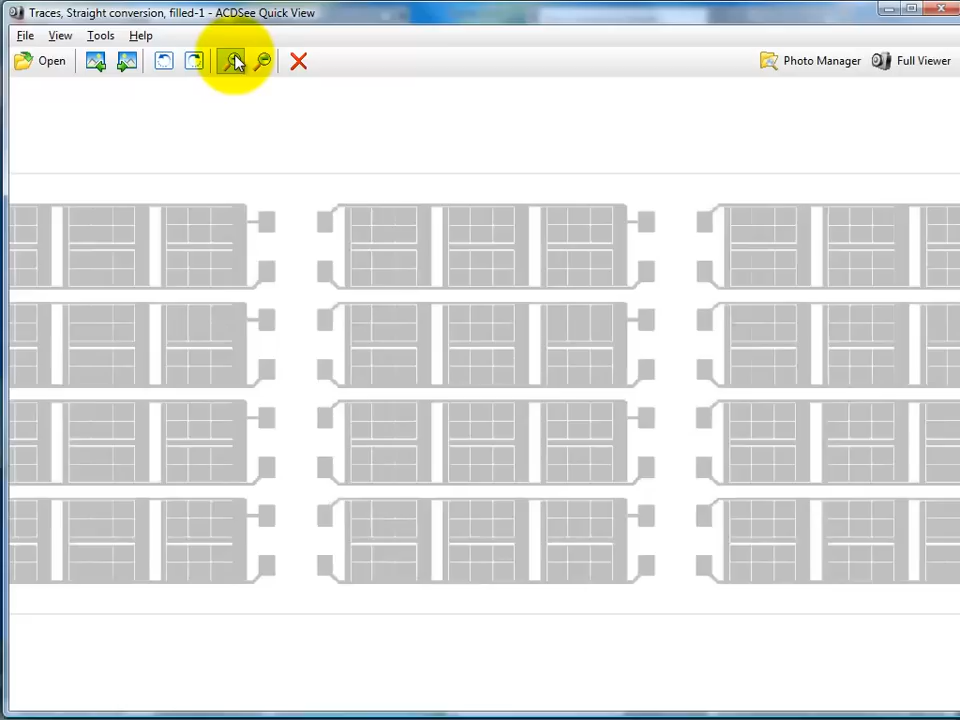 Traces, Straight conversion, filled-1 - ACDSee Quick View
File View Tools Help
Open Photo Manager Full Viewer